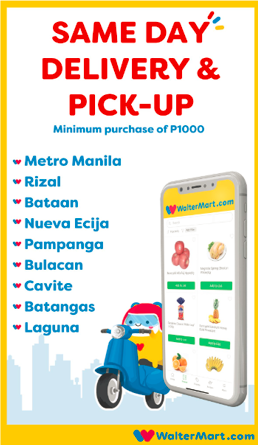 SAME DAY
DELIVERY &
PICK-UP
Minimum purchase of P1000
Metro Manila
Rizal
Bataan
Nueva Ecija
Pampanga
Bulacan
Cavite
Batangas
Laguna
WalterMart.com
WalterMart.com